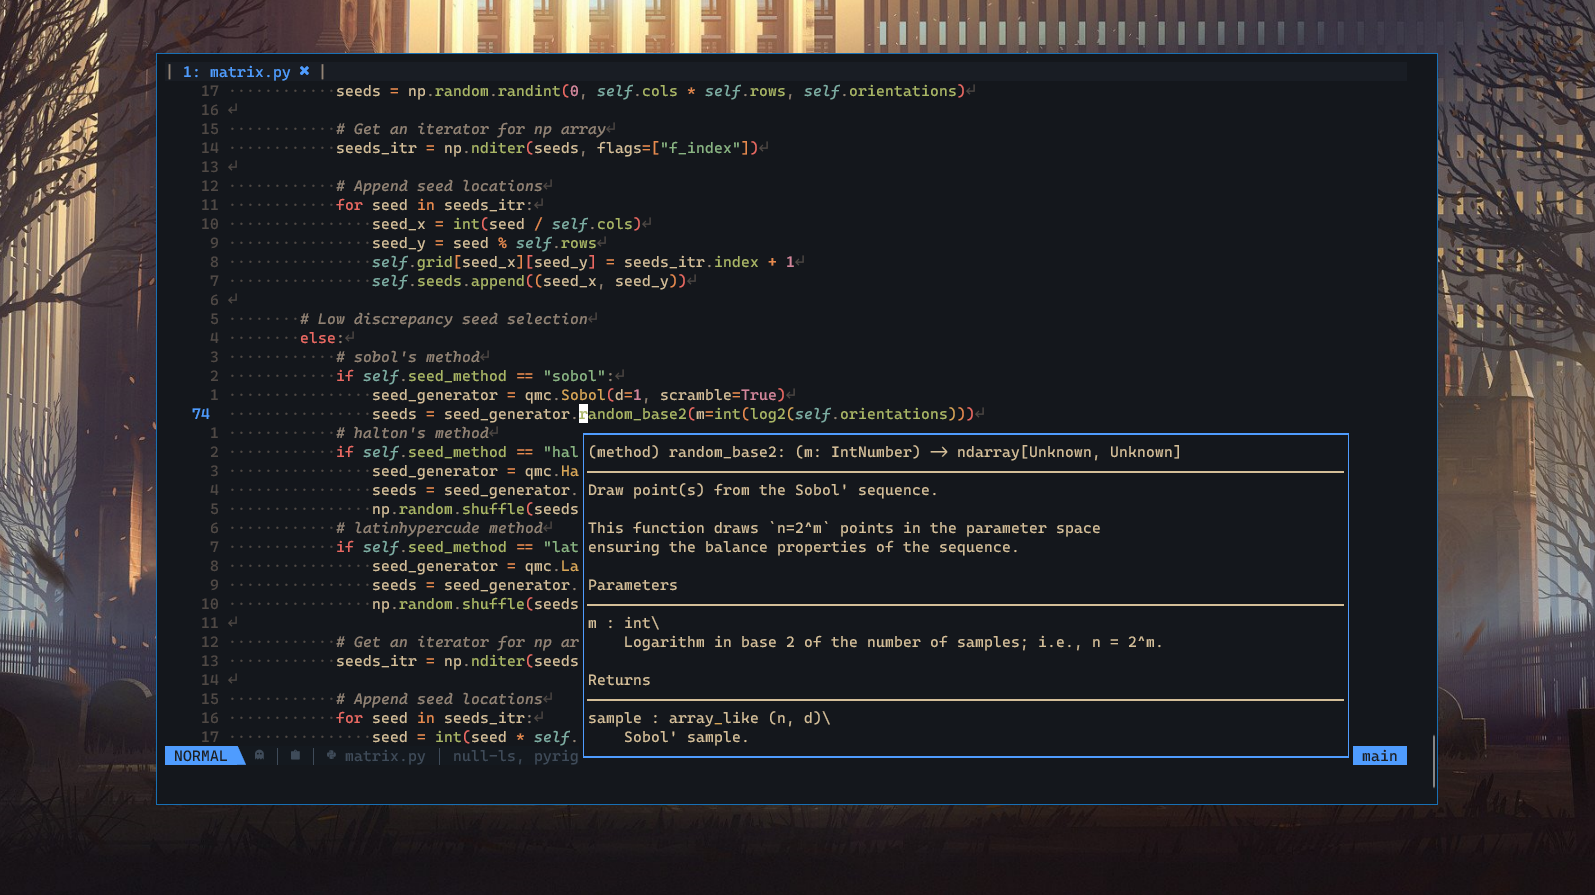 1: matrix.py ✖
17 seeds = np.random.randint(0, self.cols * self.rows, self.orientations)
16
15 # Get an iterator for np array
14 seeds_itr = np.nditer(seeds, flags=["f_index"])
13
12 # Append seed locations
11 for seed in seeds_itr:
10 seed_x = int(seed / self.cols)
9 seed_y = seed % self.rows
8 self.grid[seed_x][seed_y] = seeds_itr.index + 1
7 self.seeds.append((seed_x, seed_y))
6
5 # Low discrepancy seed selection
4 else:
3 # sobol's method
2 if self.seed_method == "sobol":
1 seed_generator = qmc.Sobol(d=1, scramble=True)
74 seeds = seed_generator.random_base2(m=int(log2(self.orientations)))
1 # halton's method
2 if self.seed_method == "hal
3 seed_generator = qmc.Ha
4 seeds = seed_generator.
5 np.random.shuffle(seeds
6 # latinhypercude method
7 if self.seed_method == "lat
8 seed_generator = qmc.La
9 seeds = seed_generator.
10 np.random.shuffle(seeds
11
12 # Get an iterator for np ar
13 seeds_itr = np.nditer(seeds
14
15 # Append seed locations
16 for seed in seeds_itr:
17 seed = int(seed * self.
(method) random_base2: (m: IntNumber) -> ndarray[Unknown, Unknown]
Draw point(s) from the Sobol' sequence.
This function draws `n=2^m` points in the parameter space
ensuring the balance properties of the sequence.
Parameters
m : int\
Logarithm in base 2 of the number of samples; i.e., n = 2^m.
Returns
sample : array_like (n, d)\
Sobol' sample.
NORMAL matrix.py | null-ls, pyrig main